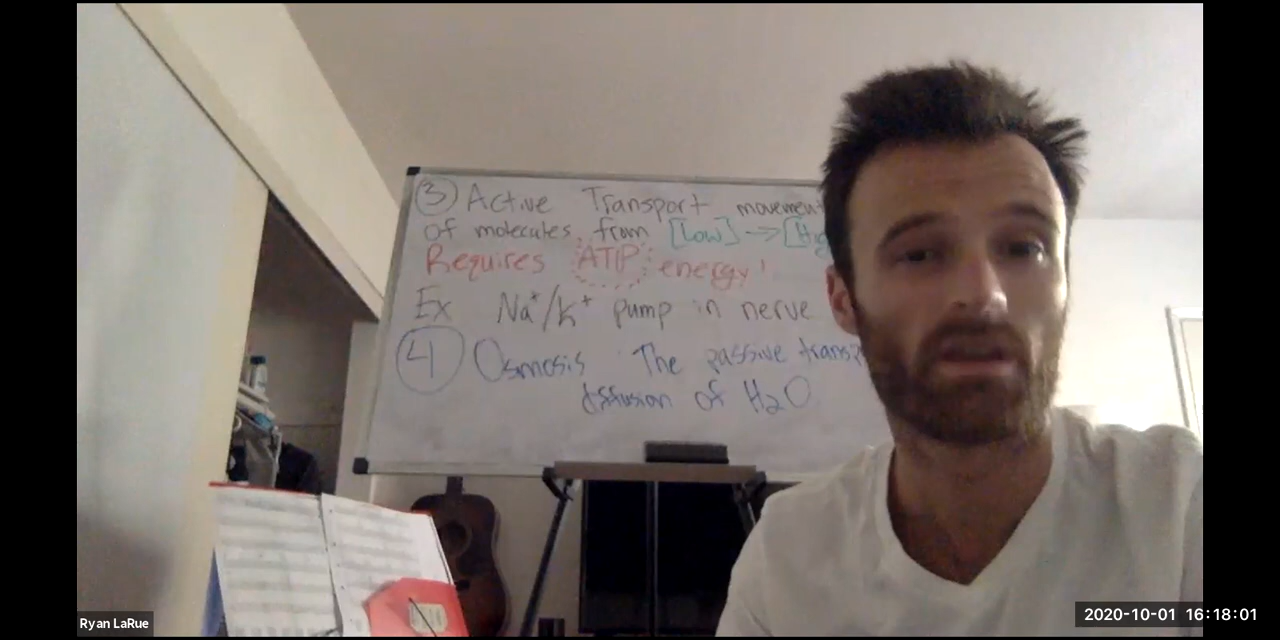 ③ Active Transport movement
of molecules from [Low] → [Hig
Requires ATP energy!
Ex Na⁺/K⁺ pump in nerve
④ Osmosis The passive transp
diffusion of H₂O
Ryan LaRue
2020-10-01 16:18:01